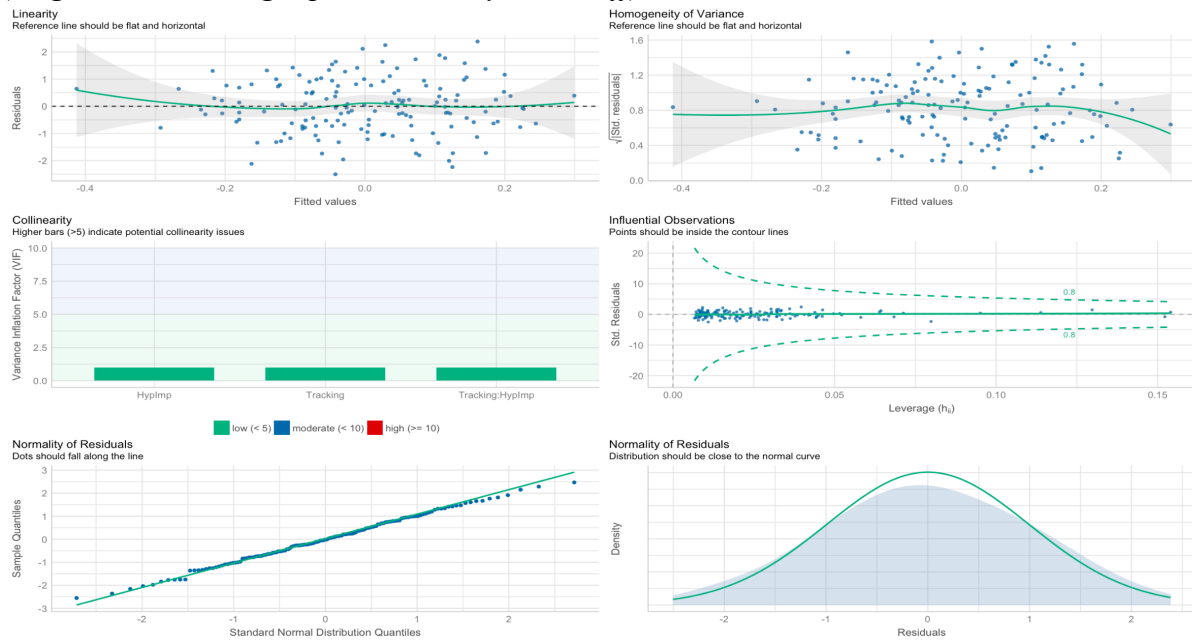 Linearity
Reference line should be flat and horizontal
Residuals
2
1
0
-1
-2
-0.4
-0.2
0.0
0.2
Fitted values
Homogeneity of Variance
Reference line should be flat and horizontal
√|Std. residuals|
1.6
1.2
0.8
0.4
0.0
-0.4
-0.2
0.0
0.2
Fitted values
Collinearity
Higher bars (>5) indicate potential collinearity issues
Variance Inflation Factor (VIF)
10.0
7.5
5.0
2.5
0.0
HypImp
Tracking
Tracking:HypImp
low (< 5)
moderate (< 10)
high (>= 10)
Influential Observations
Points should be inside the contour lines
Std. Residuals
20
10
0
-10
-20
0.8
0.8
0.00
0.05
0.10
0.15
Leverage (hii)
Normality of Residuals
Dots should fall along the line
Sample Quantiles
3
2
1
0
-1
-2
-3
-2
-1
0
1
2
Standard Normal Distribution Quantiles
Normality of Residuals
Distribution should be close to the normal curve
Density
-2
-1
0
1
2
Residuals